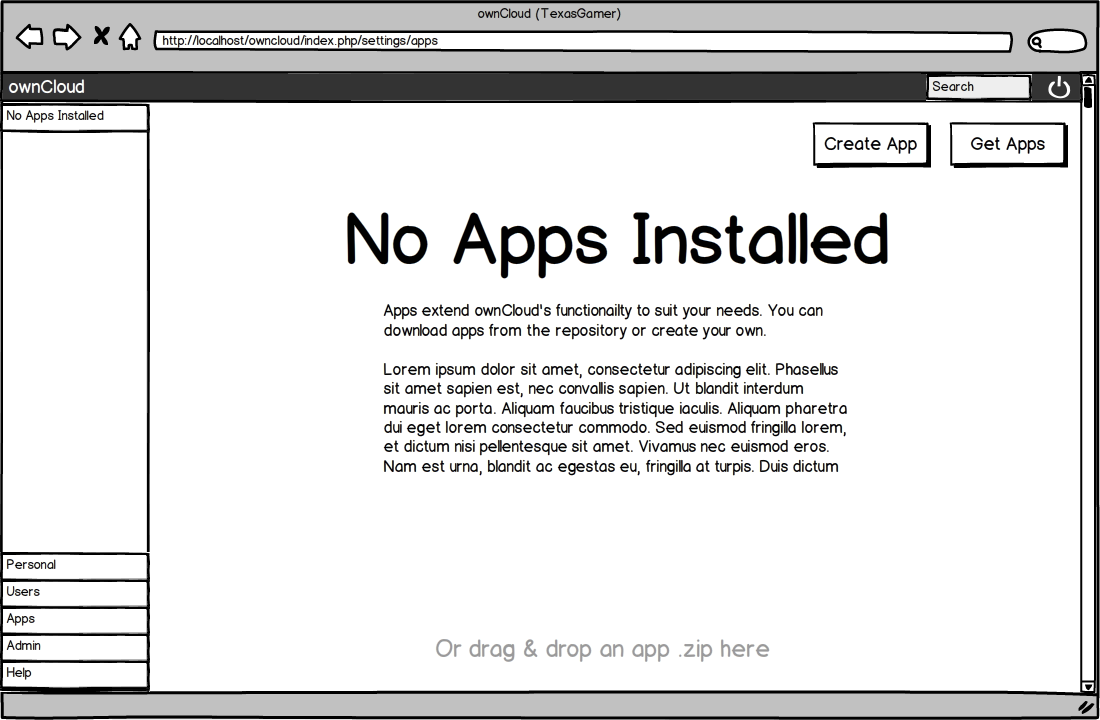 ownCloud (TexasGamer)
http://localhost/owncloud/index.php/settings/apps
ownCloud
Search
No Apps Installed
Create App
Get Apps
No Apps Installed
Apps extend ownCloud's functionailty to suit your needs. You can
download apps from the repository or create your own.
Lorem ipsum dolor sit amet, consectetur adipiscing elit. Phasellus
sit amet sapien est, nec convallis sapien. Ut blandit interdum
mauris ac porta. Aliquam faucibus tristique iaculis. Aliquam pharetra
dui eget lorem consectetur commodo. Sed euismod fringilla lorem,
et dictum nisi pellentesque sit amet. Vivamus nec euismod eros.
Nam est urna, blandit ac egestas eu, fringilla at turpis. Duis dictum
Personal
Users
Apps
Admin
Help
Or drag & drop an app .zip here